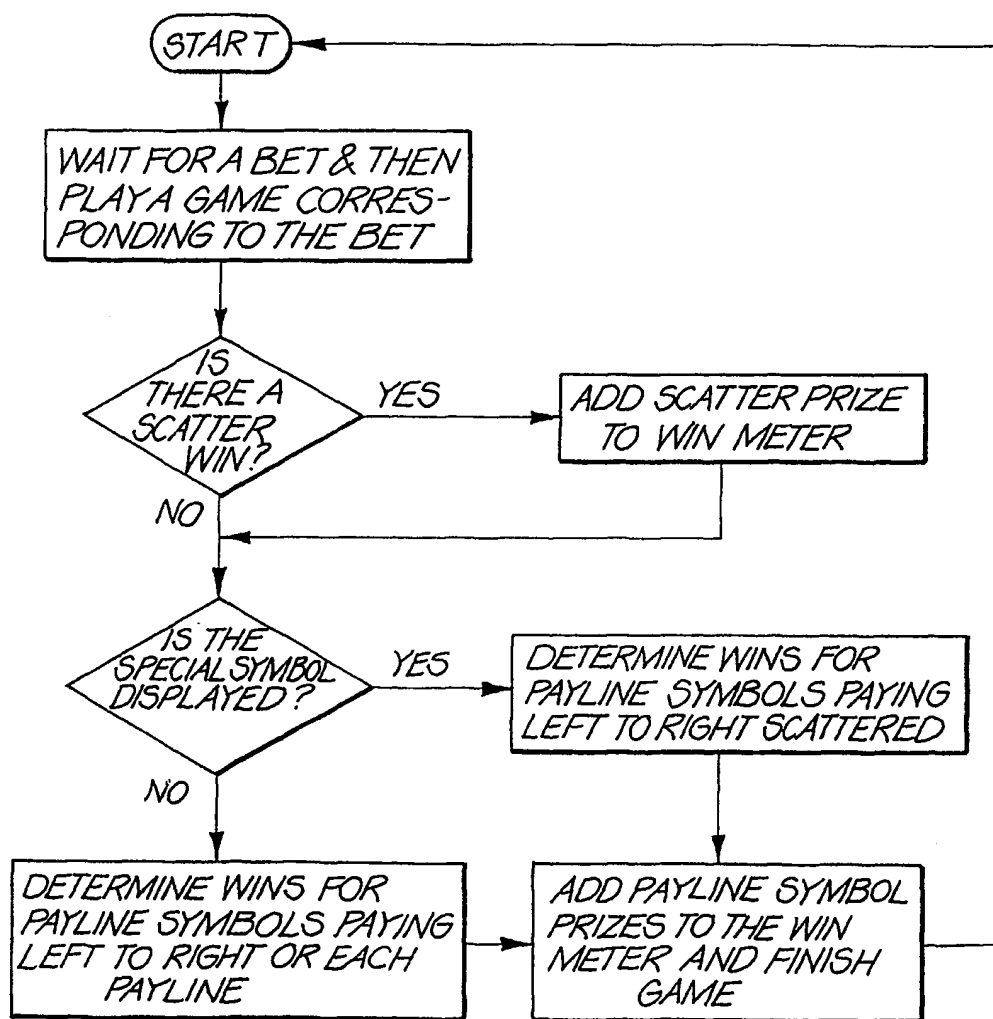 START
WAIT FOR A BET & THEN
PLAY A GAME CORRES-
PONDING TO THE BET
IS
THERE A
SCATTER
WIN?
YES
ADD SCATTER PRIZE
TO WIN METER
NO
IS THE
SPECIAL SYMBOL
DISPLAYED?
YES
DETERMINE WINS FOR
PAYLINE SYMBOLS PAYING
LEFT TO RIGHT SCATTERED
NO
DETERMINE WINS FOR
PAYLINE SYMBOLS PAYING
LEFT TO RIGHT OR EACH
PAYLINE
ADD PAYLINE SYMBOL
PRIZES TO THE WIN
METER AND FINISH
GAME